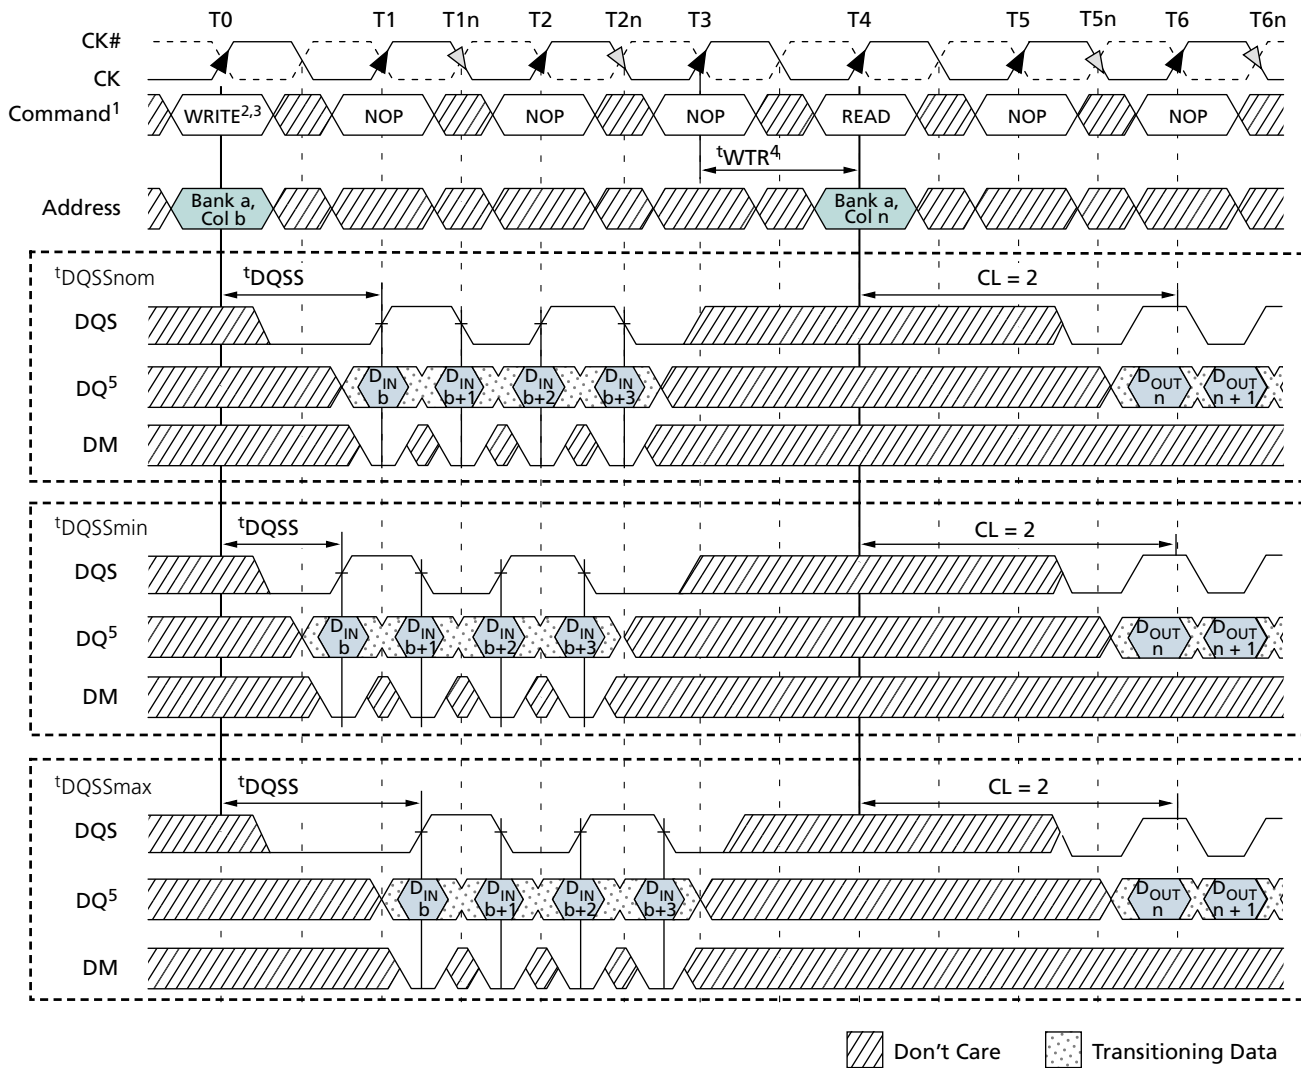 T0 T1 T1n T2 T2n T3 T4 T5 T5n T6 T6n
CK#
CK
Command1 WRITE2,3 NOP NOP NOP READ NOP NOP
tWTR4
Address Bank a, Col b Bank a, Col n
tDQSSnom tDQSS CL = 2
DQS
DQ5 DIN b DIN b+1 DIN b+2 DIN b+3 DOUT n DOUT n + 1
DM
tDQSSmin tDQSS CL = 2
DQS
DQ5 DIN b DIN b+1 DIN b+2 DIN b+3 DOUT n DOUT n + 1
DM
tDQSSmax tDQSS CL = 2
DQS
DQ5 DIN b DIN b+1 DIN b+2 DIN b+3 DOUT n DOUT n + 1
DM
Don't Care Transitioning Data